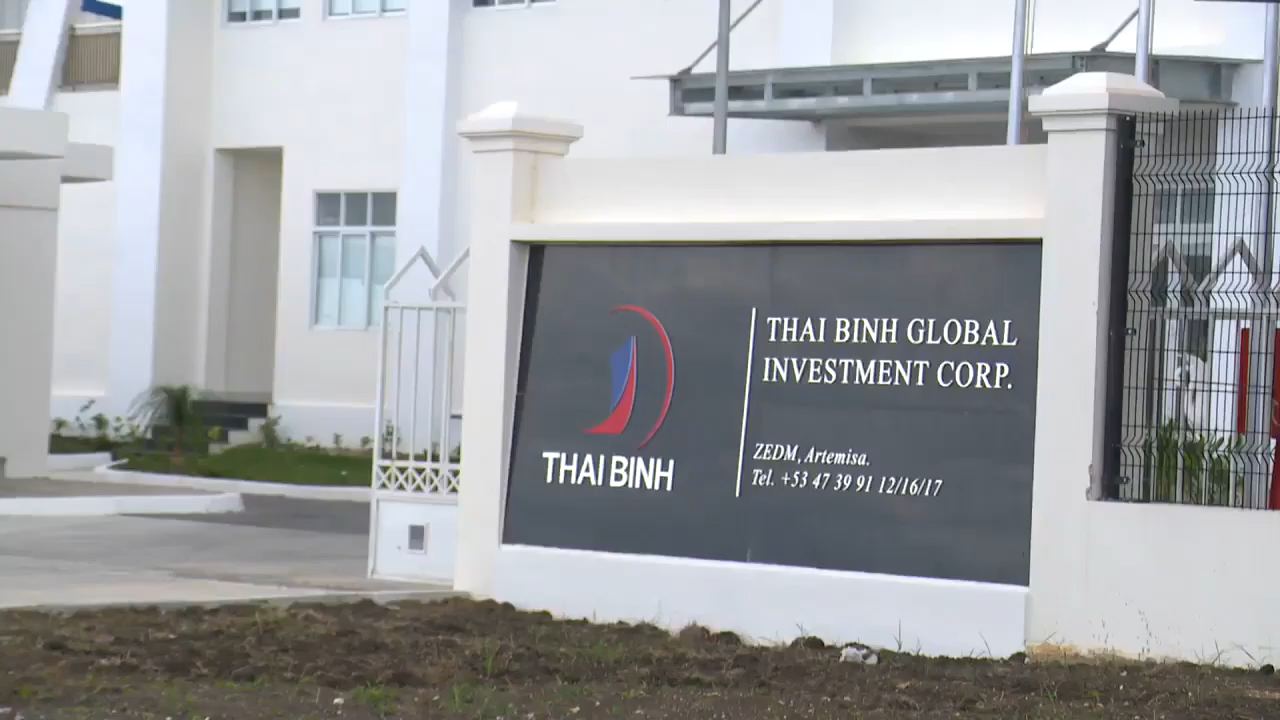 THAI BINH
THAI BINH GLOBAL
INVESTMENT CORP.
ZEDM, Artemisa.
Tel. +53 47 39 91 12/16/17